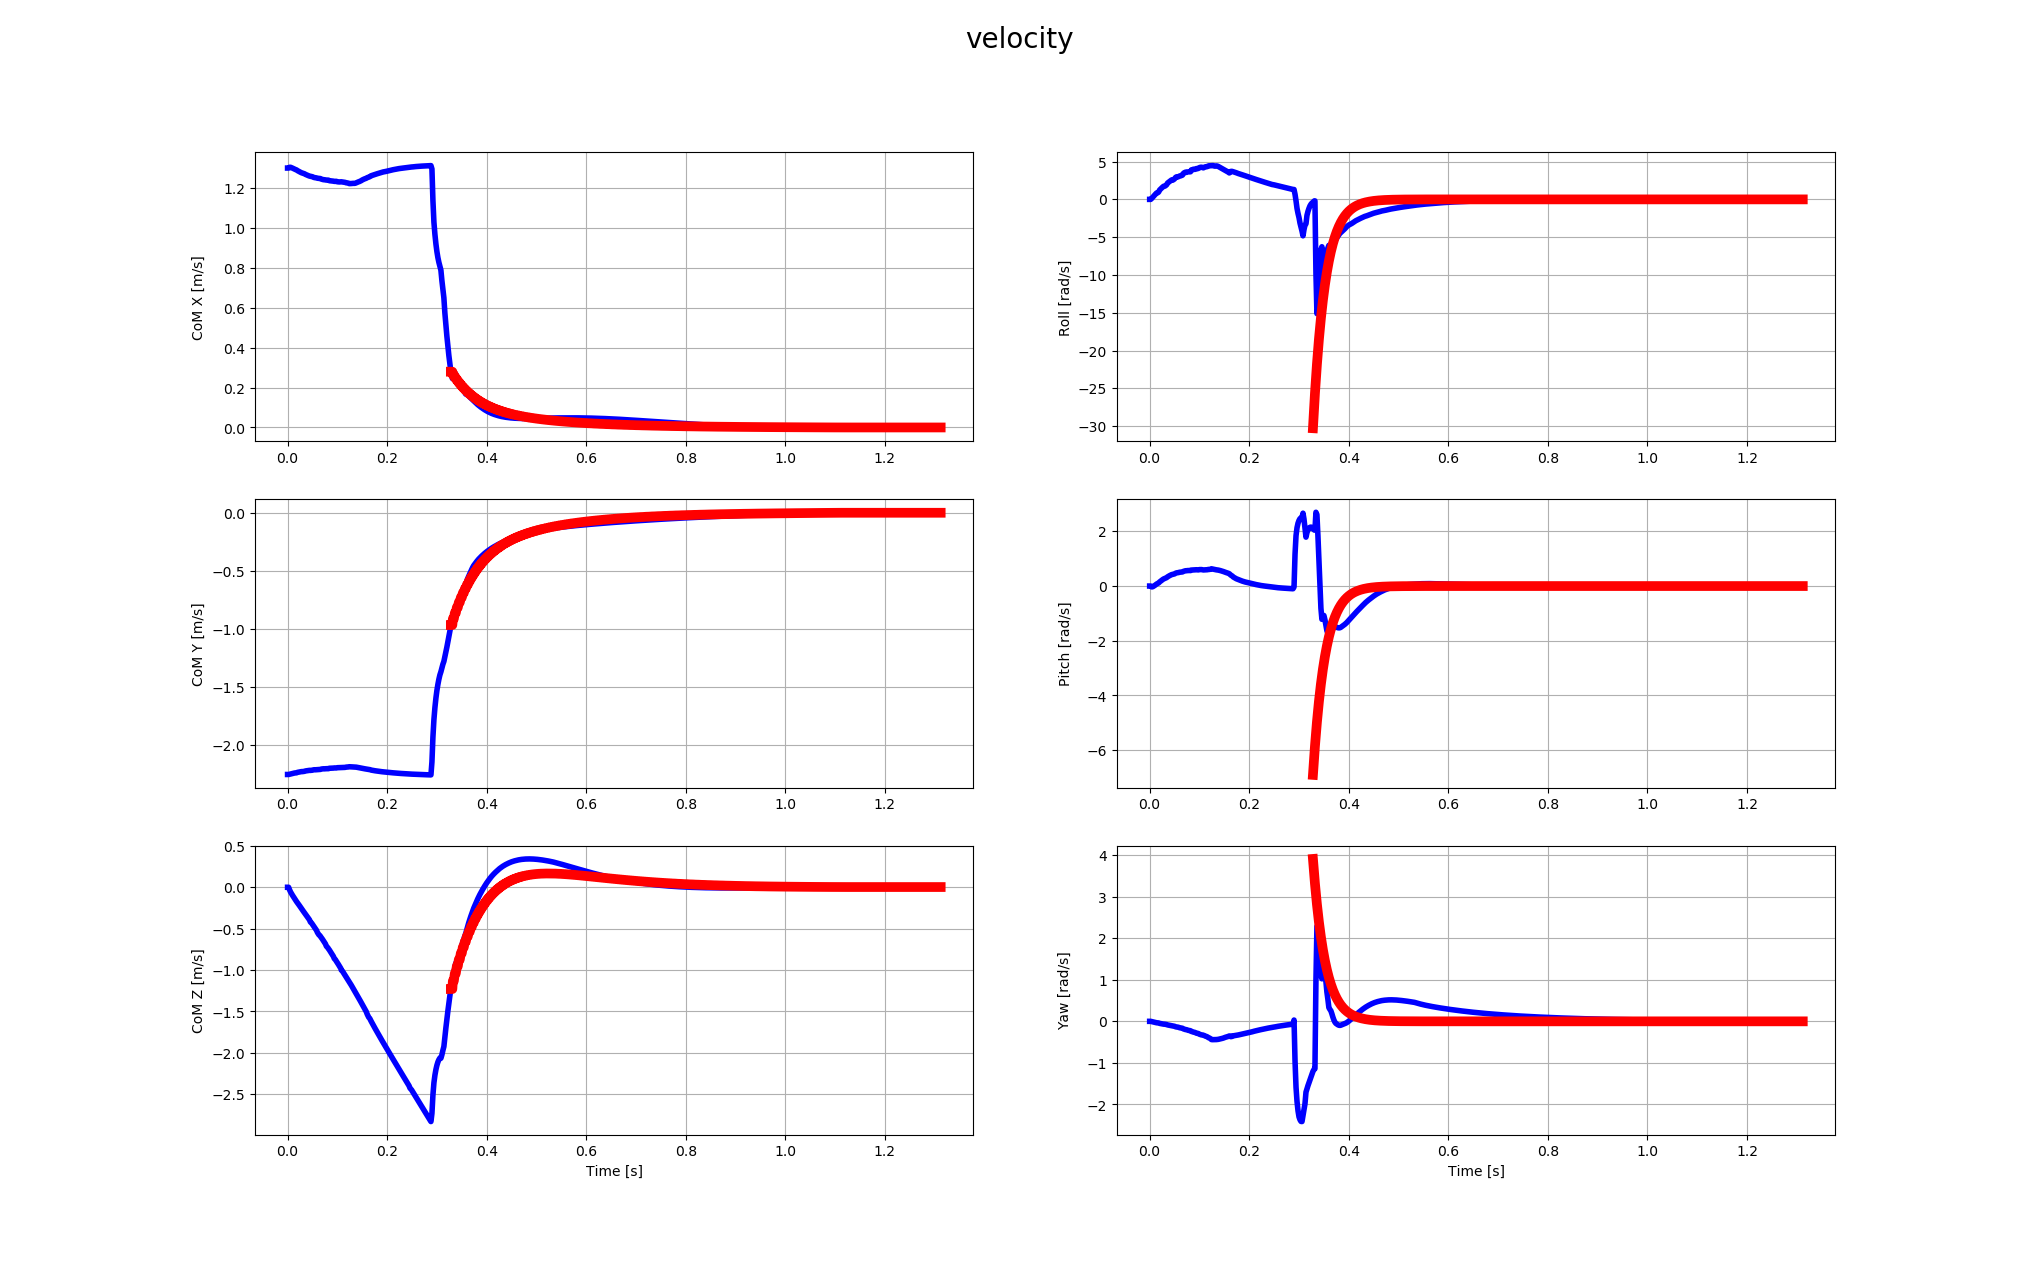 velocity
CoM X [m/s]
1.2
1.0
0.8
0.6
0.4
0.2
0.0
0.0 0.2 0.4 0.6 0.8 1.0 1.2
Roll [rad/s]
5
0
−5
−10
−15
−20
−25
−30
0.0 0.2 0.4 0.6 0.8 1.0 1.2
CoM Y [m/s]
0.0
−0.5
−1.0
−1.5
−2.0
0.0 0.2 0.4 0.6 0.8 1.0 1.2
Pitch [rad/s]
2
0
−2
−4
−6
0.0 0.2 0.4 0.6 0.8 1.0 1.2
CoM Z [m/s]
0.5
0.0
−0.5
−1.0
−1.5
−2.0
−2.5
0.0 0.2 0.4 0.6 0.8 1.0 1.2
Time [s]
Yaw [rad/s]
4
3
2
1
0
−1
−2
0.0 0.2 0.4 0.6 0.8 1.0 1.2
Time [s]